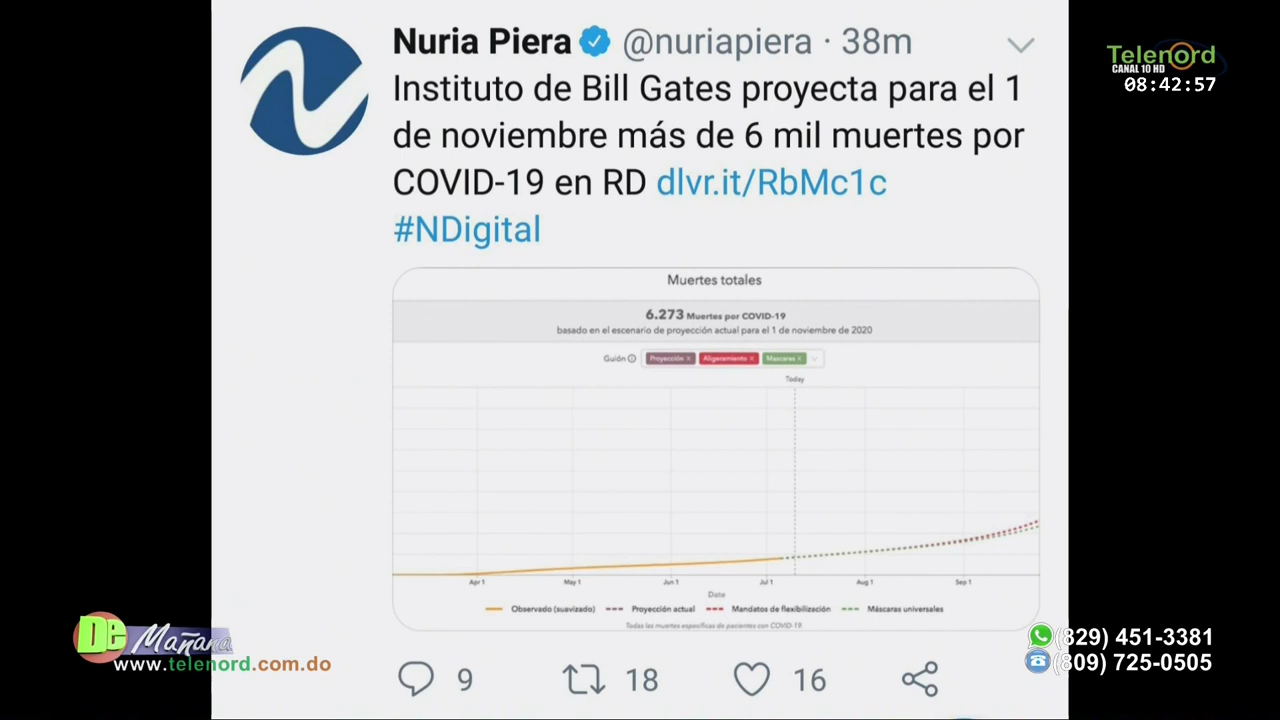 Nuria Piera @nuriapiera · 38m
Instituto de Bill Gates proyecta para el 1
de noviembre más de 6 mil muertes por
COVID-19 en RD dlvr.it/RbMc1c
#NDigital
Muertes totales
6.273 Muertes por COVID-19
basado en el escenario de proyección actual para el 1 de noviembre de 2020
Guión Proyección × Aligeramiento × Mascaras ×
Today
Apr 1 May 1 Jun 1 Jul 1 Aug 1 Sep 1
Date
Observado (suavizado) Proyección actual Mandatos de flexibilización Máscaras universales
Todas las muertes específicas de pacientes con COVID-19.
9 18 16
Telenord
CANAL 10 HD
08:42:57
De Mañana
www.telenord.com.do
(829) 451-3381
(809) 725-0505